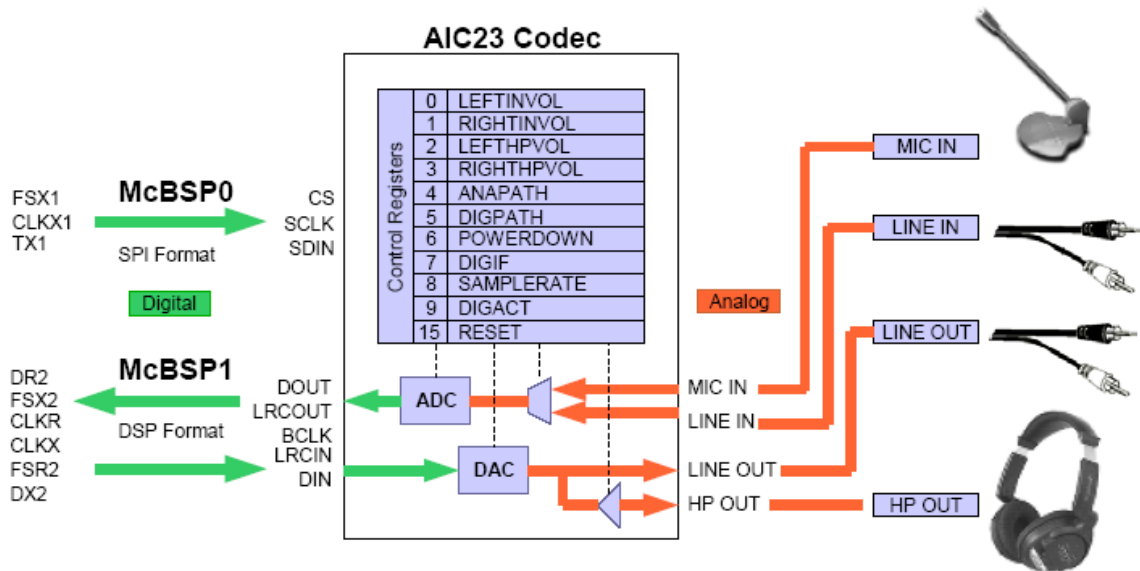 AIC23 Codec
Control Registers
0 LEFTINVOL
1 RIGHTINVOL
2 LEFTHPVOL
3 RIGHTHPVOL
4 ANAPATH
5 DIGPATH
6 POWERDOWN
7 DIGIF
8 SAMPLERATE
9 DIGACT
15 RESET
McBSP0
FSX1
CLKX1
TX1
SPI Format
CS
SCLK
SDIN
Digital
Analog
McBSP1
DR2
FSX2
CLKR
CLKX
FSR2
DX2
DSP Format
DOUT
LRCOUT
BCLK
LRCIN
DIN
ADC
DAC
MIC IN
LINE IN
LINE OUT
HP OUT
MIC IN
LINE IN
LINE OUT
HP OUT